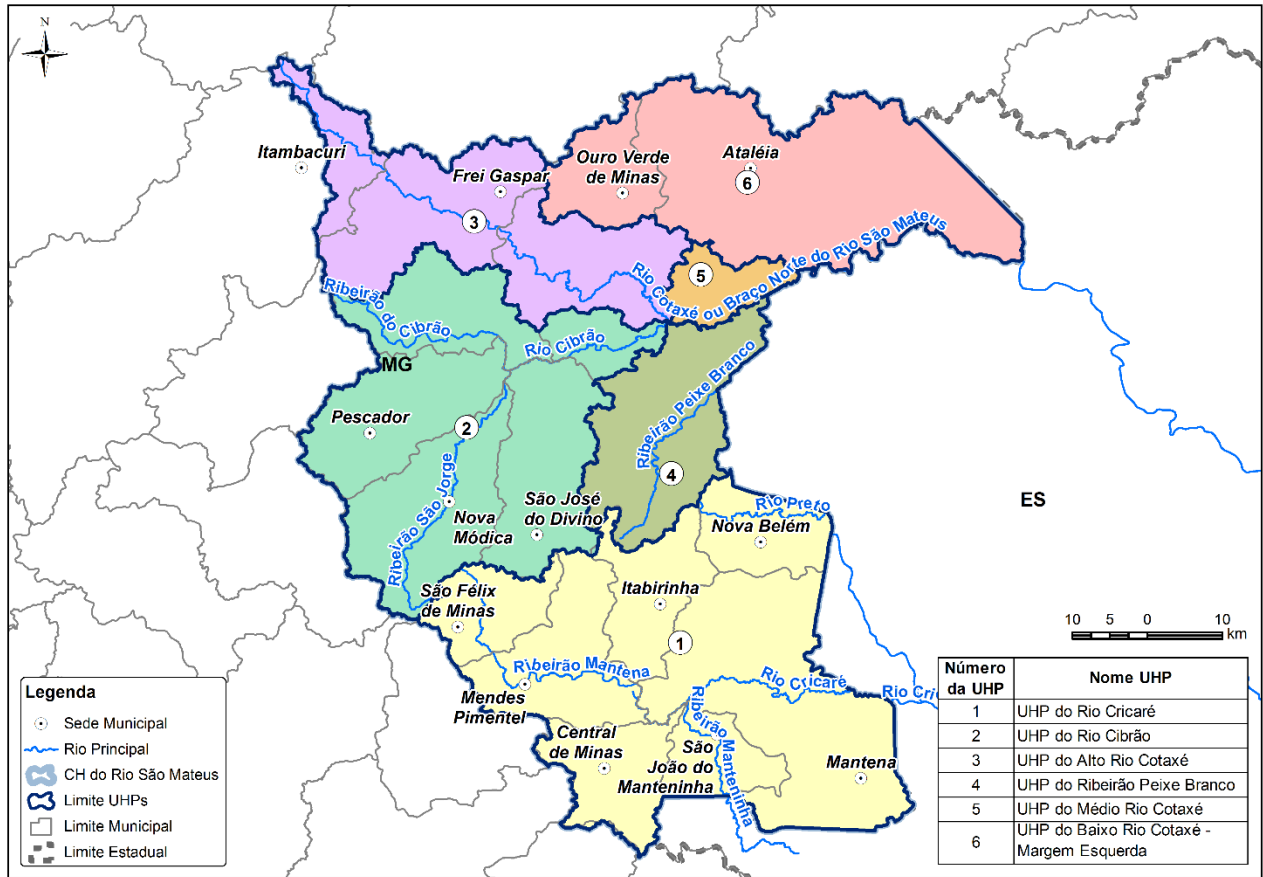 N
Itambacuri
Frei Gaspar
Ouro Verde
de Minas
Ataléia
6
3
5
Rio Cotaxé ou Braço Norte do Rio São Mateus
Ribeirão do Cibrão
Rio Cibrão
MG
Ribeirão Peixe Branco
Pescador
2
4
Ribeirão São Jorge
Nova
Módica
São José
do Divino
Rio Preto
Nova Belém
ES
São Félix
de Minas
Itabirinha
1
10 5 0 10
km
Ribeirão Mantena
Mendes
Pimentel
Rio Cricaré
Rio Cri
Ribeirão Manteninha
Central
de Minas
São
João do
Manteninha
Mantena
Legenda
Sede Municipal
Rio Principal
CH do Rio São Mateus
Limite UHPs
Limite Municipal
Limite Estadual
Número da UHP Nome UHP
1 UHP do Rio Cricaré
2 UHP do Rio Cibrão
3 UHP do Alto Rio Cotaxé
4 UHP do Ribeirão Peixe Branco
5 UHP do Médio Rio Cotaxé
6 UHP do Baixo Rio Cotaxé -
Margem Esquerda